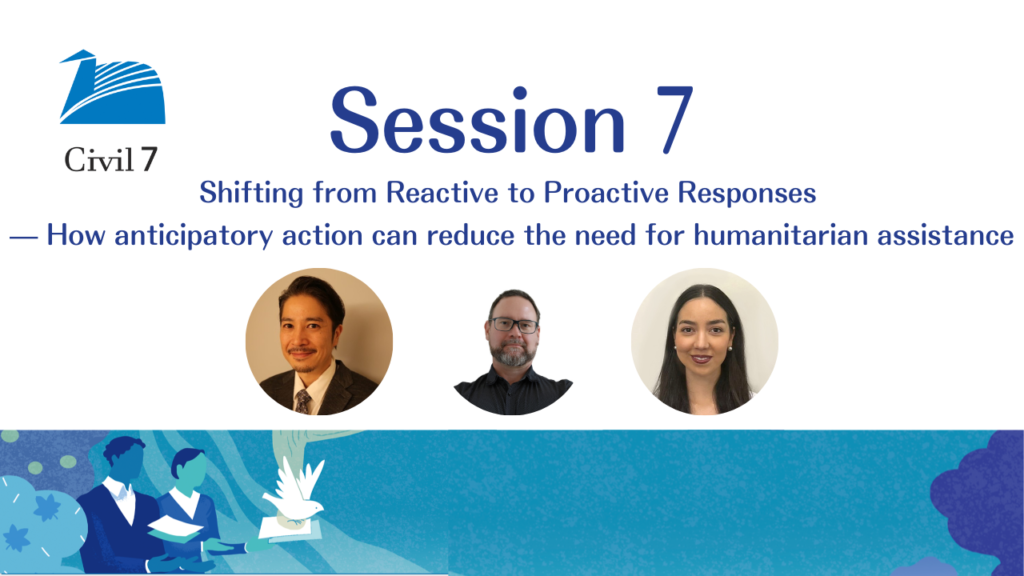 Session 7
Civil 7
Shifting from Reactive to Proactive Responses
— How anticipatory action can reduce the need for humanitarian assistance